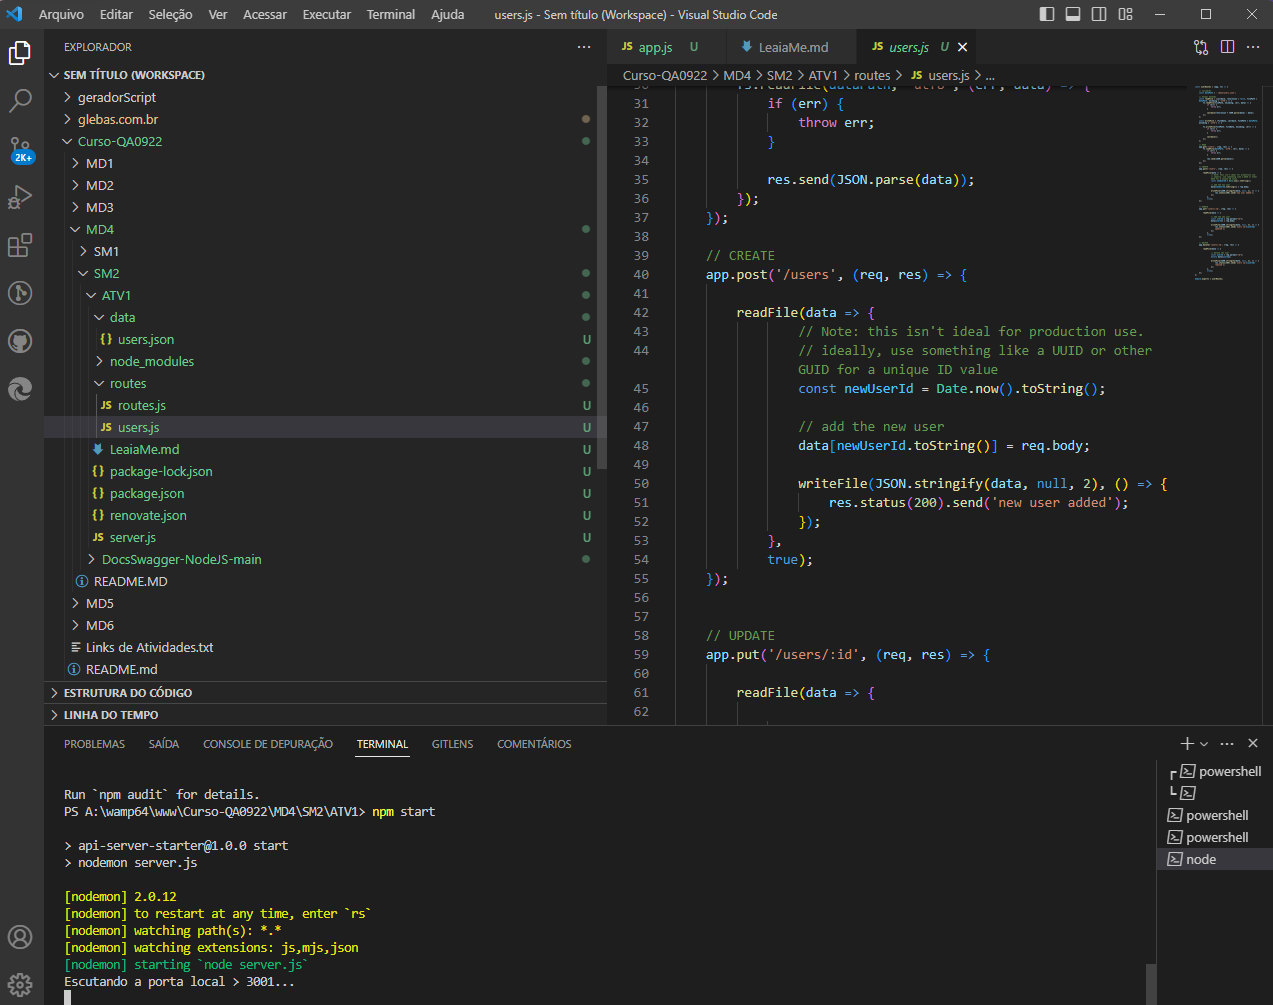 Arquivo Editar Seleção Ver Acessar Executar Terminal Ajuda users.js - Sem título (Workspace) - Visual Studio Code
EXPLORADOR
SEM TÍTULO (WORKSPACE)
geradorScript
glebas.com.br
Curso-QA0922
MD1
MD2
MD3
MD4
SM1
SM2
ATV1
data
users.json U
node_modules
routes
routes.js U
users.js U
LeaiaMe.md U
package-lock.json U
package.json U
renovate.json U
server.js U
DocsSwagger-NodeJS-main
README.MD
MD5
MD6
Links de Atividades.txt
README.md
ESTRUTURA DO CÓDIGO
LINHA DO TEMPO
2K+
JS app.js U LeaiaMe.md JS users.js U
Curso-QA0922 > MD4 > SM2 > ATV1 > routes > JS users.js > ...
31 if (err) {
32 throw err;
33 }
34
35 res.send(JSON.parse(data));
36 });
37 });
38
39 // CREATE
40 app.post('/users', (req, res) => {
41
42 readFile(data => {
43 // Note: this isn't ideal for production use.
44 // ideally, use something like a UUID or other
GUID for a unique ID value
45 const newUserId = Date.now().toString();
46
47 // add the new user
48 data[newUserId.toString()] = req.body;
49
50 writeFile(JSON.stringify(data, null, 2), () => {
51 res.status(200).send('new user added');
52 });
53 },
54 true);
55 });
56
57
58 // UPDATE
59 app.put('/users/:id', (req, res) => {
60
61 readFile(data => {
62
PROBLEMAS SAÍDA CONSOLE DE DEPURAÇÃO TERMINAL GITLENS COMENTÁRIOS
Run `npm audit` for details.
PS A:\wamp64\www\Curso-QA0922\MD4\SM2\ATV1> npm start
> api-server-starter@1.0.0 start
> nodemon server.js
[nodemon] 2.0.12
[nodemon] to restart at any time, enter `rs`
[nodemon] watching path(s): *.*
[nodemon] watching extensions: js,mjs,json
[nodemon] starting `node server.js`
Escutando a porta local > 3001...
powershell
powershell
powershell
node